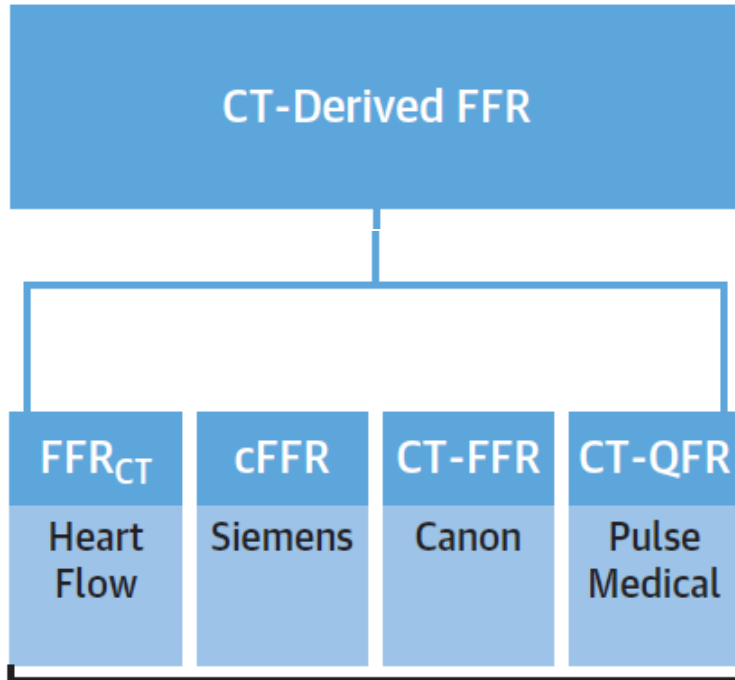 CT-Derived FFR
FFRCT
cFFR
CT-FFR
CT-QFR
Heart
Flow
Siemens
Canon
Pulse
Medical